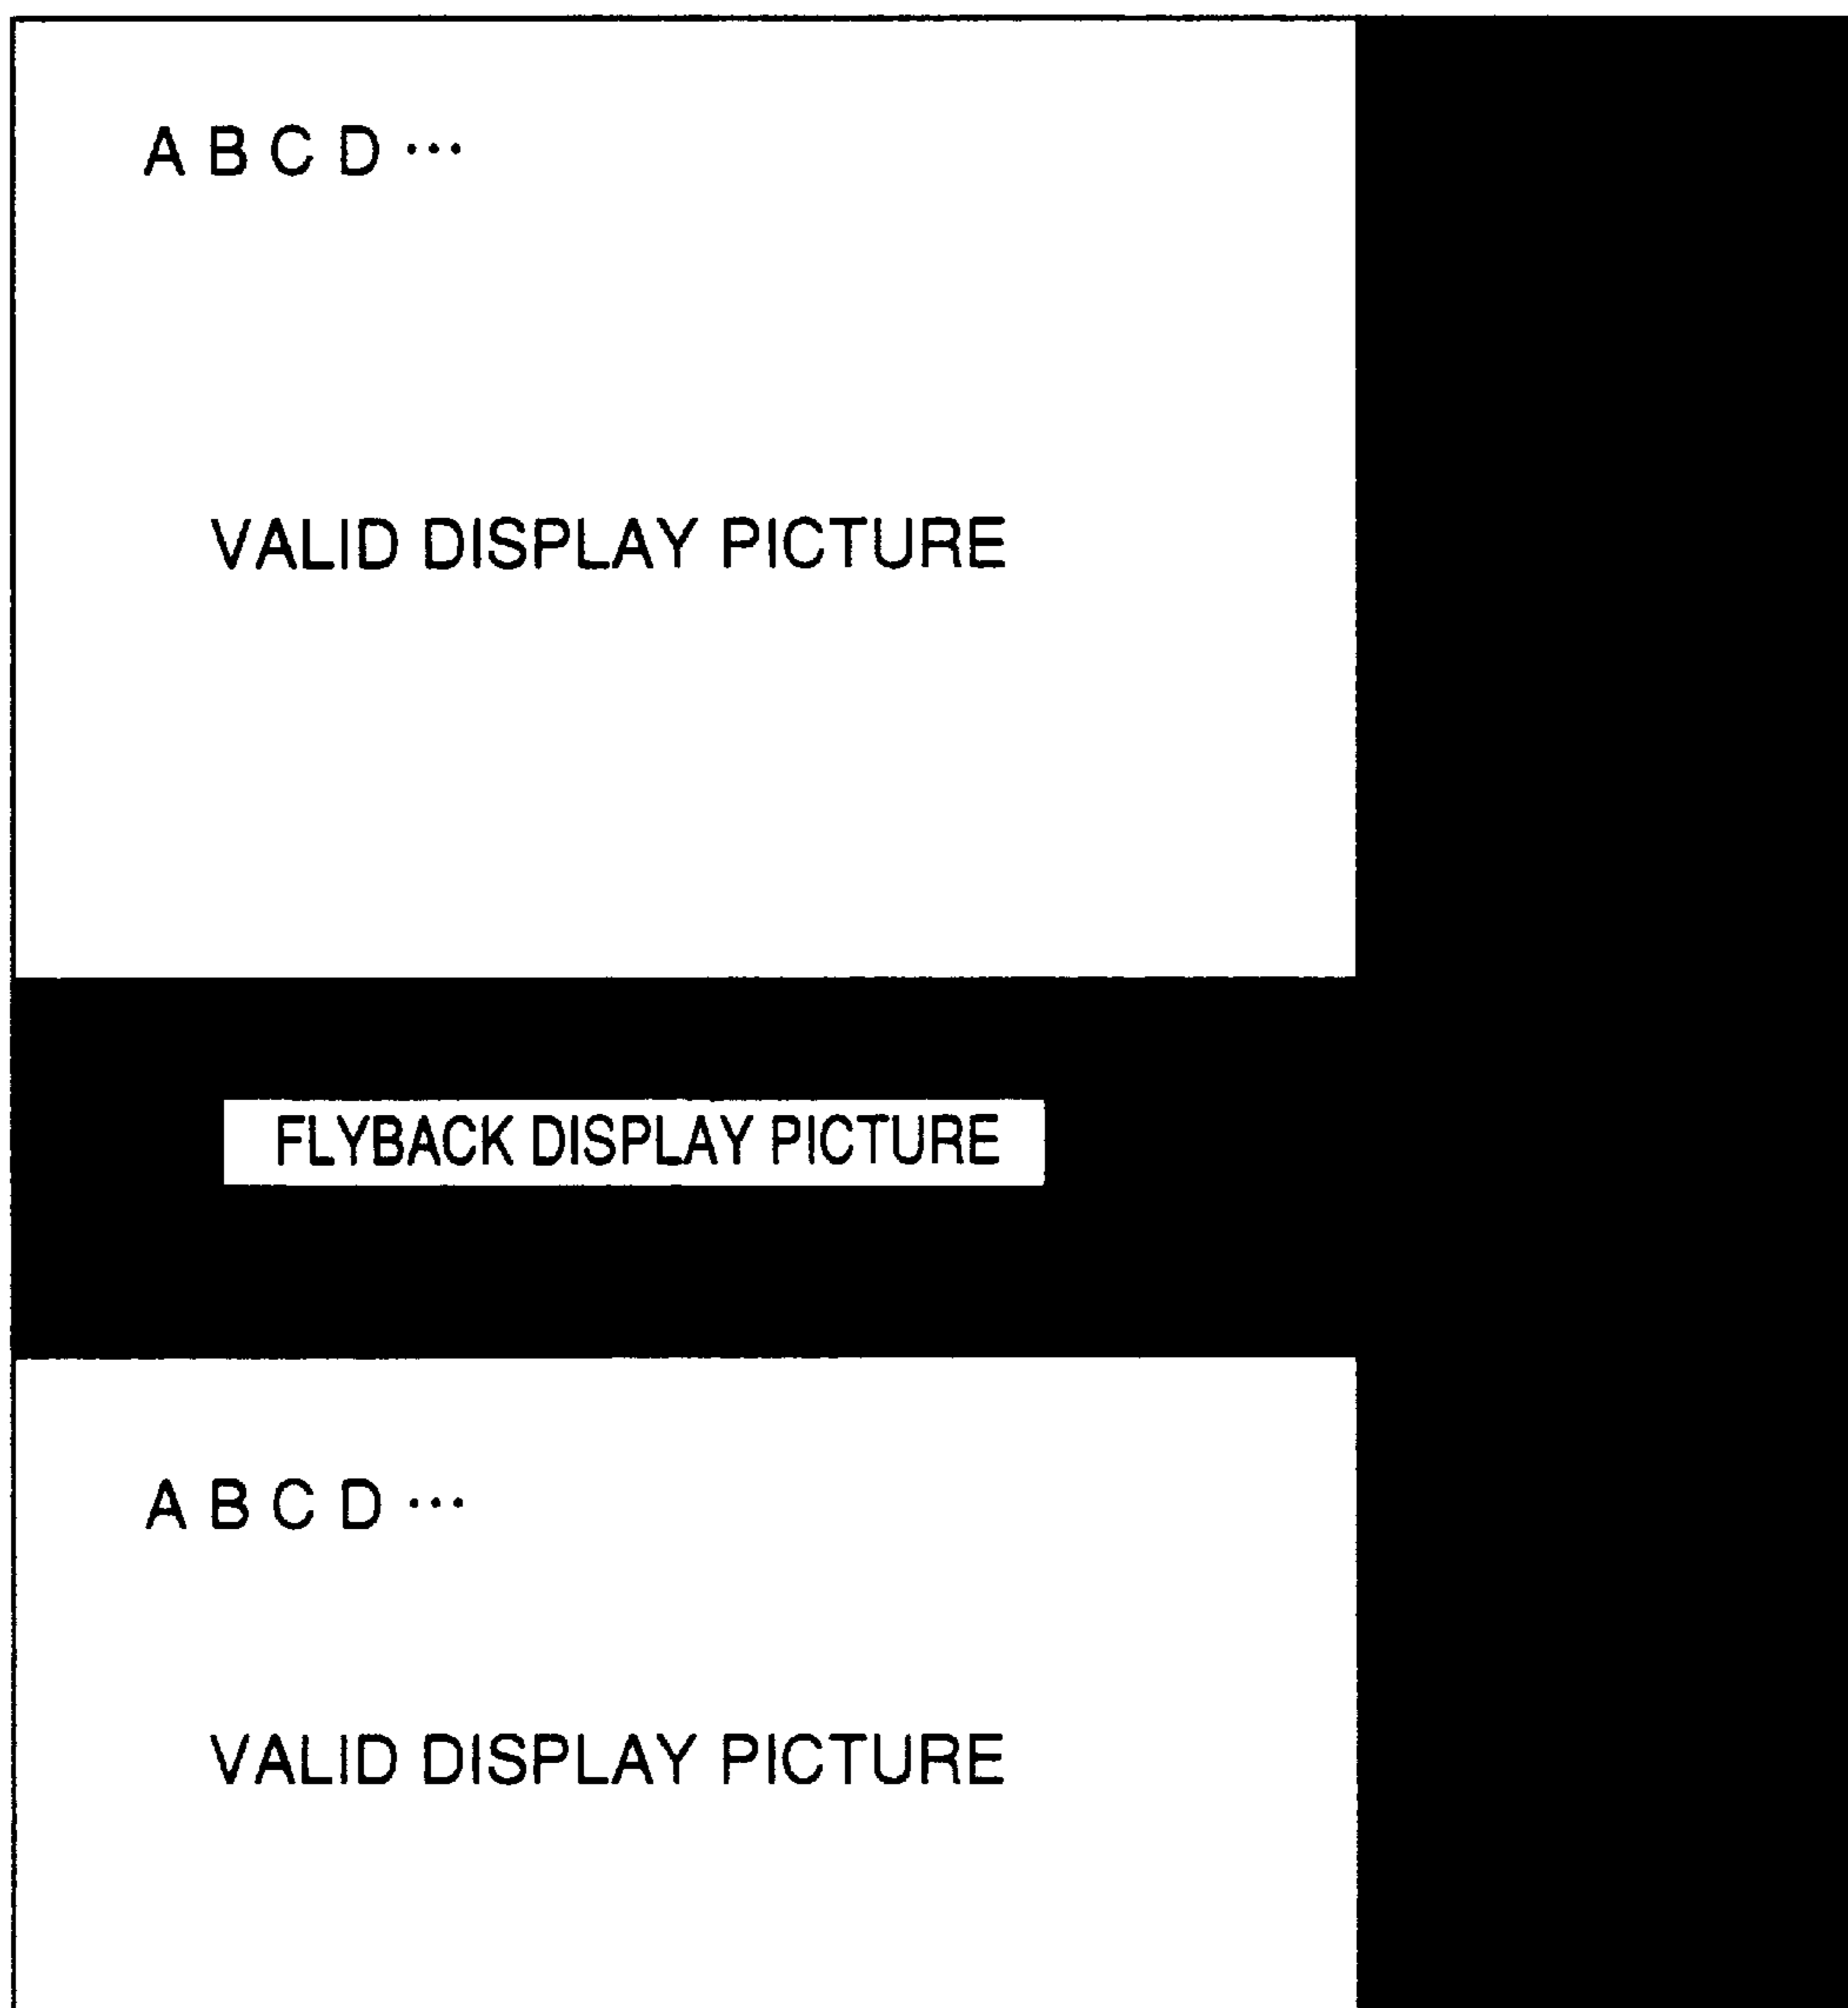 A B C D ···
VALID DISPLAY PICTURE
FLYBACK DISPLAY PICTURE
A B C D ···
VALID DISPLAY PICTURE